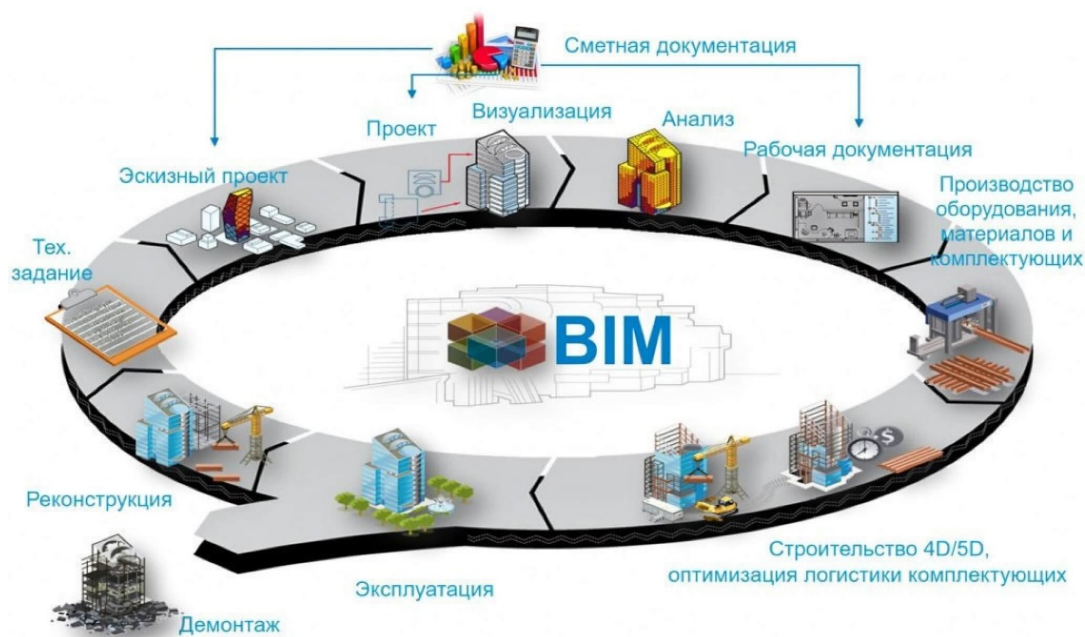 Сметная документация
Визуализация
Проект
Анализ
Эскизный проект
Рабочая документация
Производство
оборудования,
материалов и
комплектующих
Тех.
задание
BIM
Реконструкция
Строительство 4D/5D,
оптимизация логистики комплектующих
Эксплуатация
Демонтаж